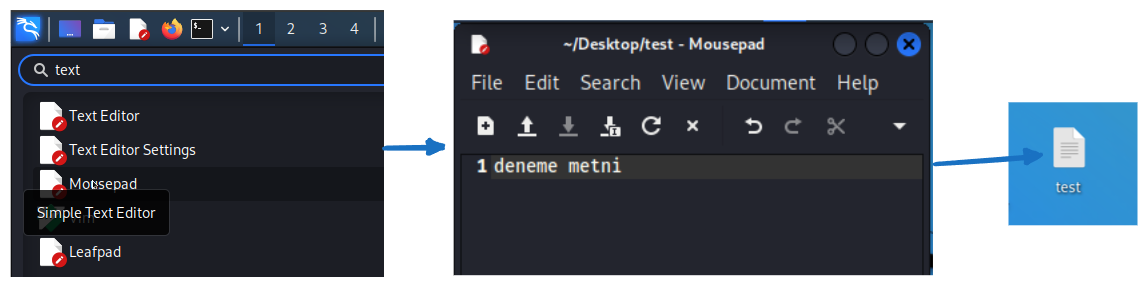 1 2 3 4
text
Text Editor
Text Editor Settings
Mousepad
Simple Text Editor
Leafpad
~/Desktop/test - Mousepad
File Edit Search View Document Help
1 deneme metni
test